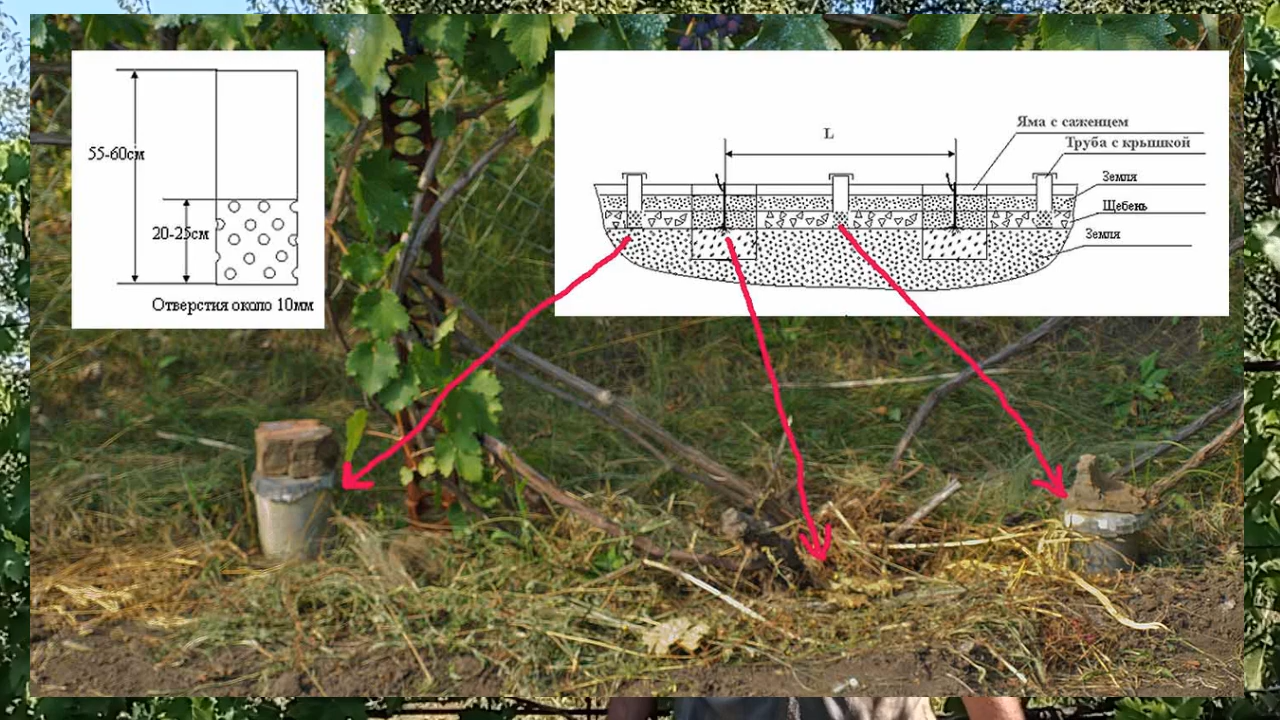 55-60см
20-25см
Отверстия около 10мм
L
Яма с саженцем
Труба с крышкой
Земля
Щебень
Земля